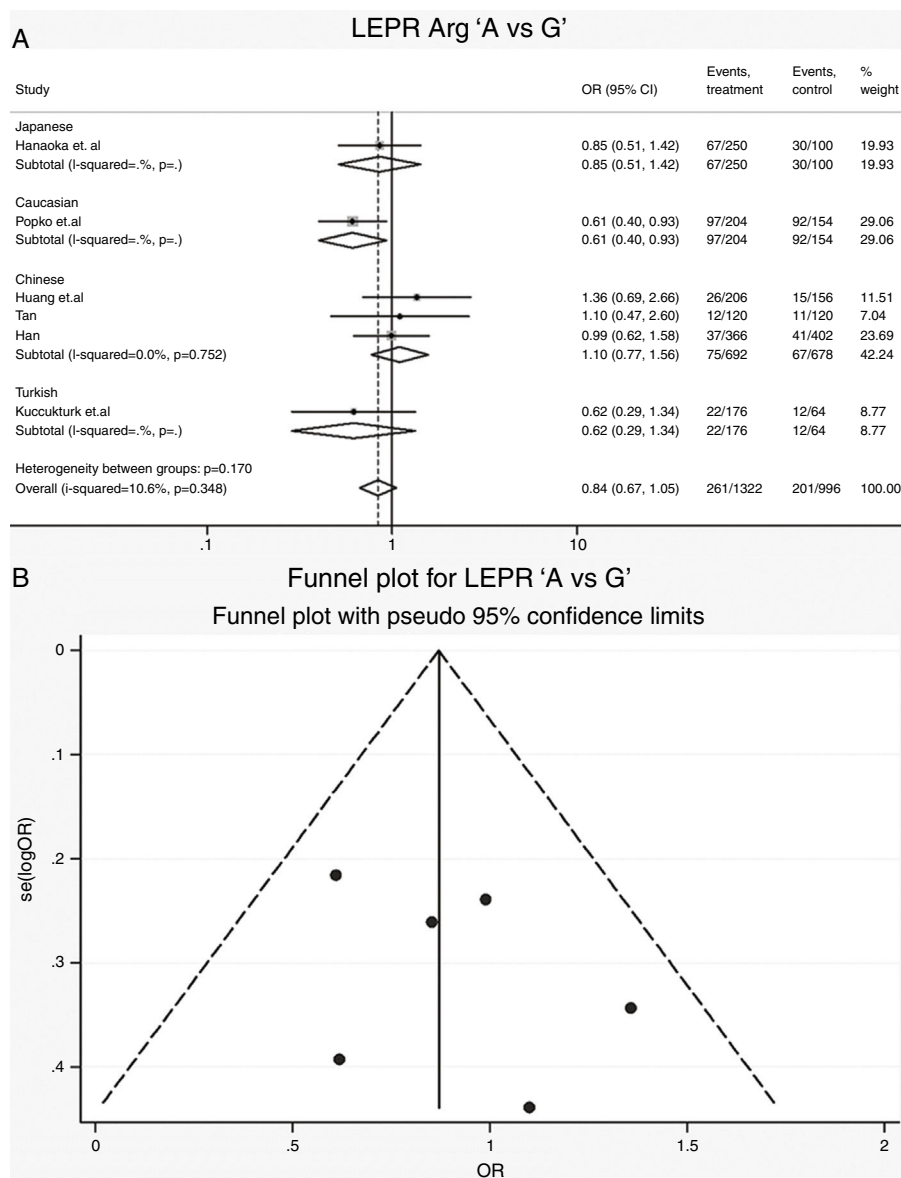 A
LEPR Arg ‘A vs G’
Events, Events, %
Study OR (95% CI) treatment control weight
Japanese
Hanaoka et. al 0.85 (0.51, 1.42) 67/250 30/100 19.93
Subtotal (I-squared=.%, p=.) 0.85 (0.51, 1.42) 67/250 30/100 19.93
Caucasian
Popko et.al 0.61 (0.40, 0.93) 97/204 92/154 29.06
Subtotal (I-squared=.%, p=.) 0.61 (0.40, 0.93) 97/204 92/154 29.06
Chinese
Huang et.al 1.36 (0.69, 2.66) 26/206 15/156 11.51
Tan 1.10 (0.47, 2.60) 12/120 11/120 7.04
Han 0.99 (0.62, 1.58) 37/366 41/402 23.69
Subtotal (I-squared=0.0%, p=0.752) 1.10 (0.77, 1.56) 75/692 67/678 42.24
Turkish
Kuccukturk et.al 0.62 (0.29, 1.34) 22/176 12/64 8.77
Subtotal (I-squared=.%, p=.) 0.62 (0.29, 1.34) 22/176 12/64 8.77
Heterogeneity between groups: p=0.170
Overall (i-squared=10.6%, p=0.348) 0.84 (0.67, 1.05) 261/1322 201/996 100.00
.1 1 10
B
Funnel plot for LEPR ‘A vs G’
Funnel plot with pseudo 95% confidence limits
0
.1
.2
.3
.4
se(logOR)
0 .5 1 1.5 2
OR